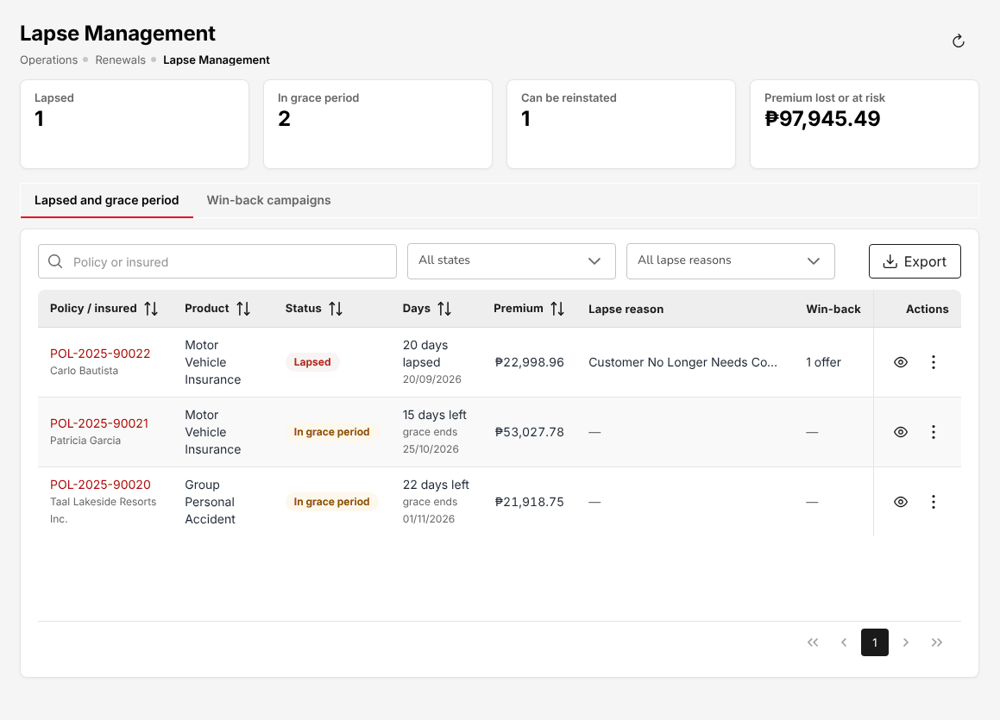 Lapse Management
Operations
Renewals
Lapse Management
Lapsed
1
In grace period
2
Can be reinstated
1
Premium lost or at risk
₱97,945.49
Lapsed and grace period
Win-back campaigns
Policy or insured
All states
All lapse reasons
Export
Policy / insured
Product
Status
Days
Premium
Lapse reason
Win-back
Actions
POL-2025-90022
Carlo Bautista
Motor
Vehicle
Insurance
Lapsed
20 days
lapsed
20/09/2026
₱22,998.96
Customer No Longer Needs Co...
1 offer
POL-2025-90021
Patricia Garcia
Motor
Vehicle
Insurance
In grace period
15 days left
grace ends
25/10/2026
₱53,027.78
—
—
POL-2025-90020
Taal Lakeside Resorts
Inc.
Group
Personal
Accident
In grace period
22 days left
grace ends
01/11/2026
₱21,918.75
—
—
1